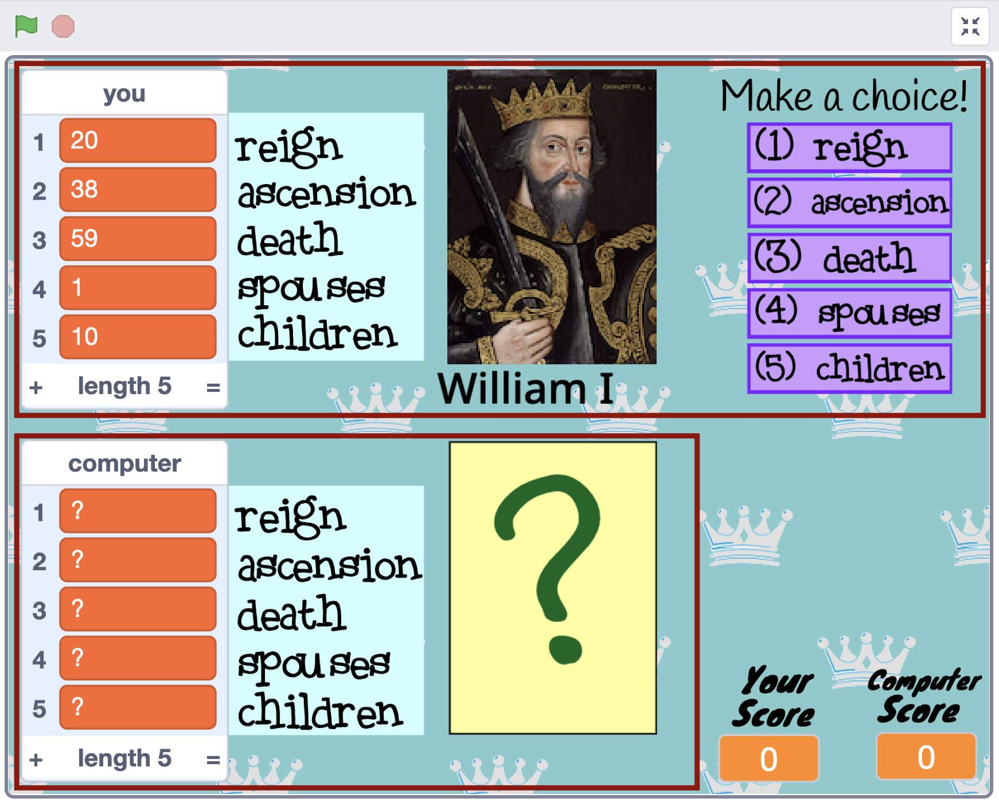 you
1 20
2 38
3 59
4 1
5 10
+ length 5 =
reign
ascension
death
spouses
children
William I
Make a choice!
(1) reign
(2) ascension
(3) death
(4) spouses
(5) children
computer
1 ?
2 ?
3 ?
4 ?
5 ?
+ length 5 =
reign
ascension
death
spouses
children
?
Your
Score
0
Computer
Score
0